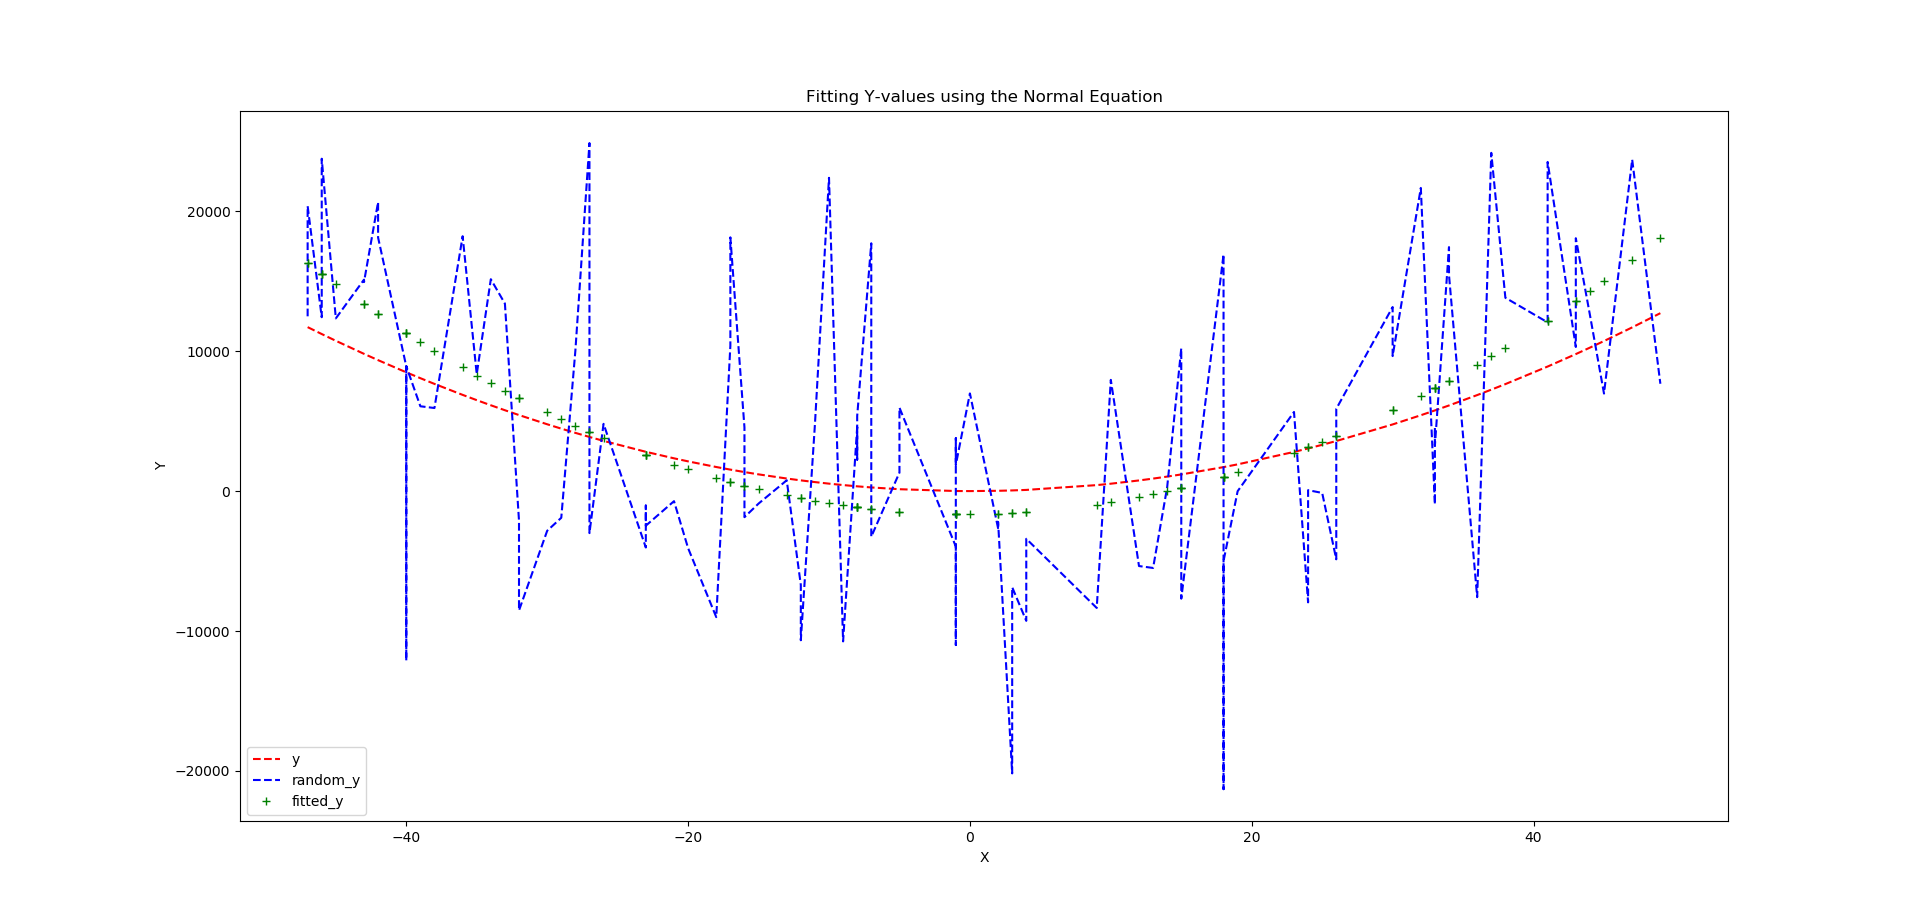 Fitting Y-values using the Normal Equation
20000
10000
0
−10000
−20000
Y
y
random_y
fitted_y
−40
−20
0
20
40
X